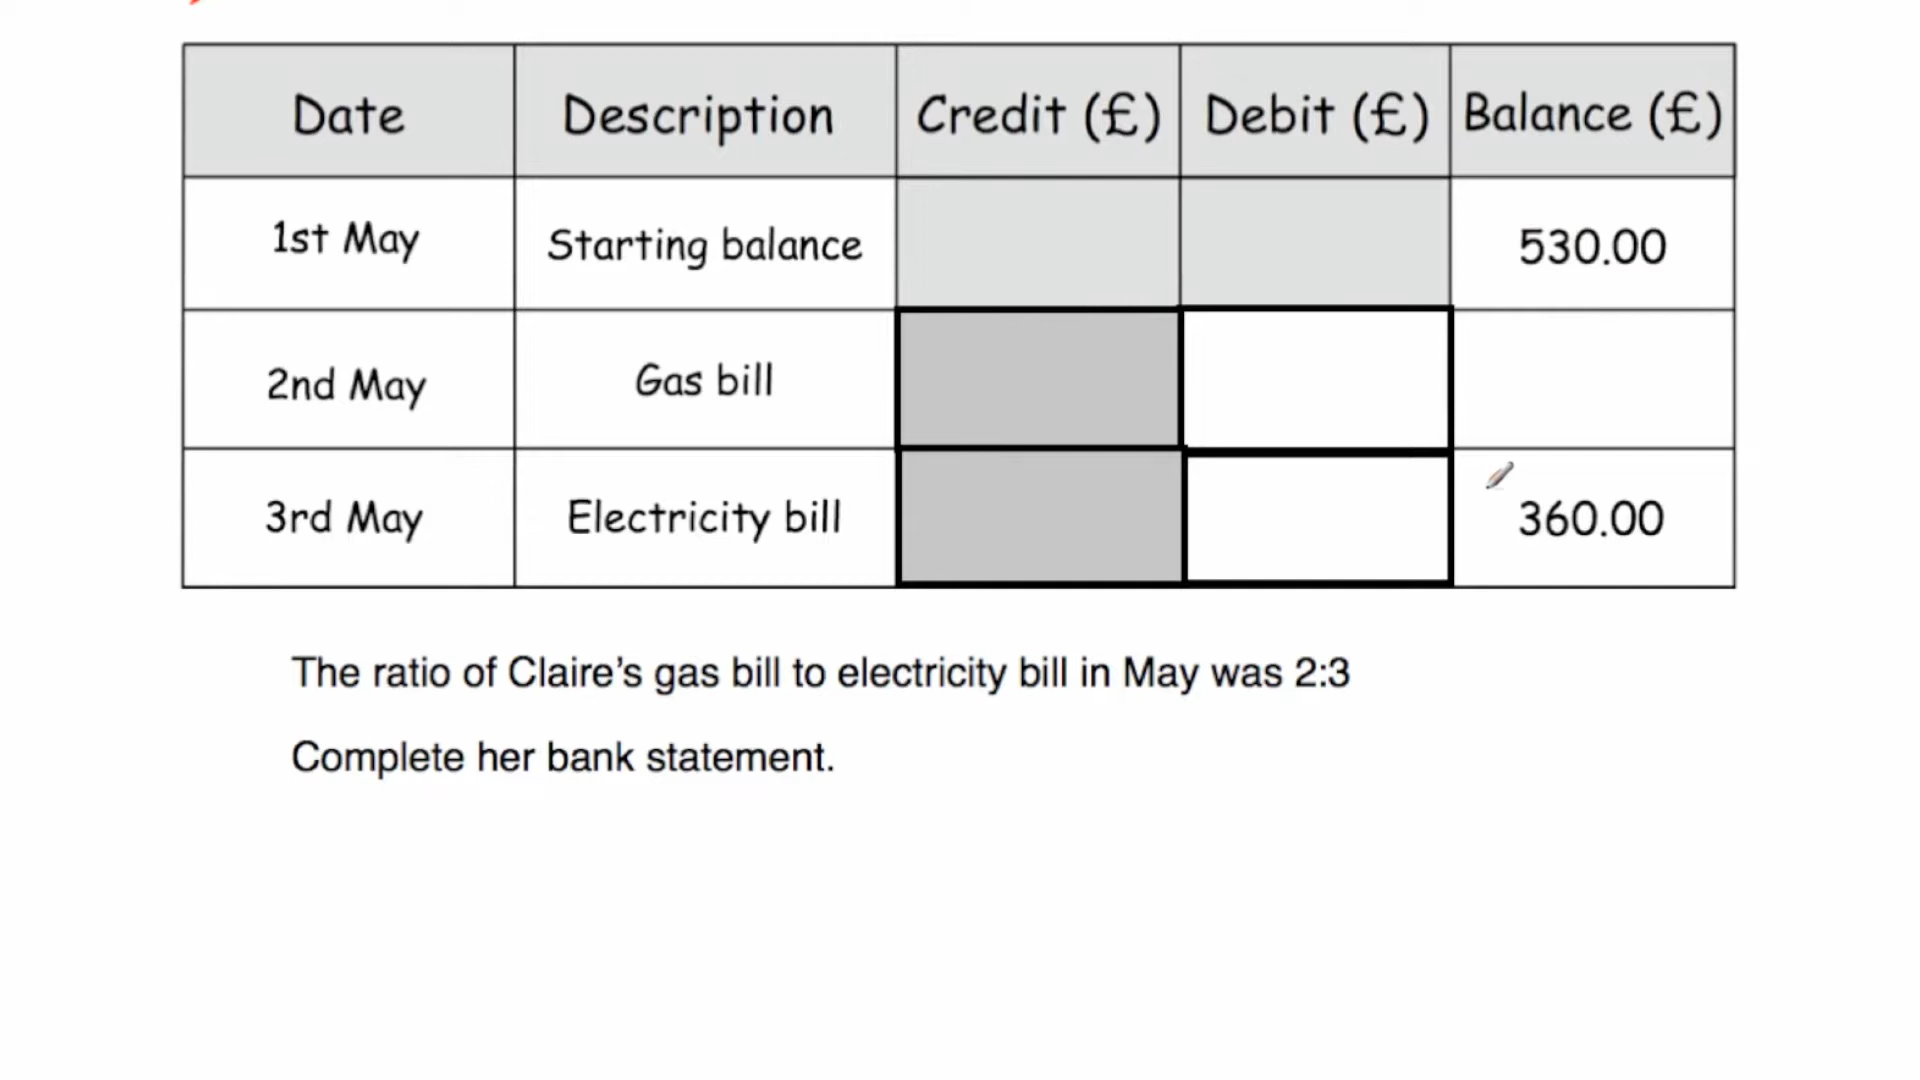 Date Description Credit (£) Debit (£) Balance (£)
1st May Starting balance 530.00
2nd May Gas bill
3rd May Electricity bill 360.00
The ratio of Claire’s gas bill to electricity bill in May was 2:3
Complete her bank statement.